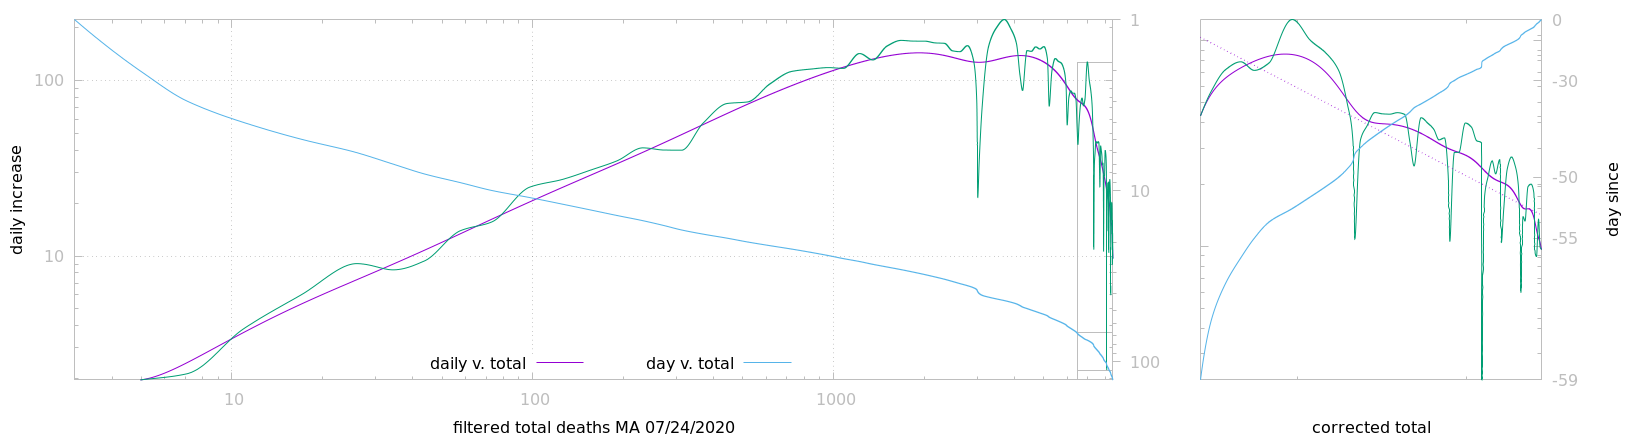 1
0
100
-30
daily increase
10
-50
day since
10
-55
daily v. total
day v. total
100
-59
10
100
1000
filtered total deaths MA 07/24/2020
corrected total